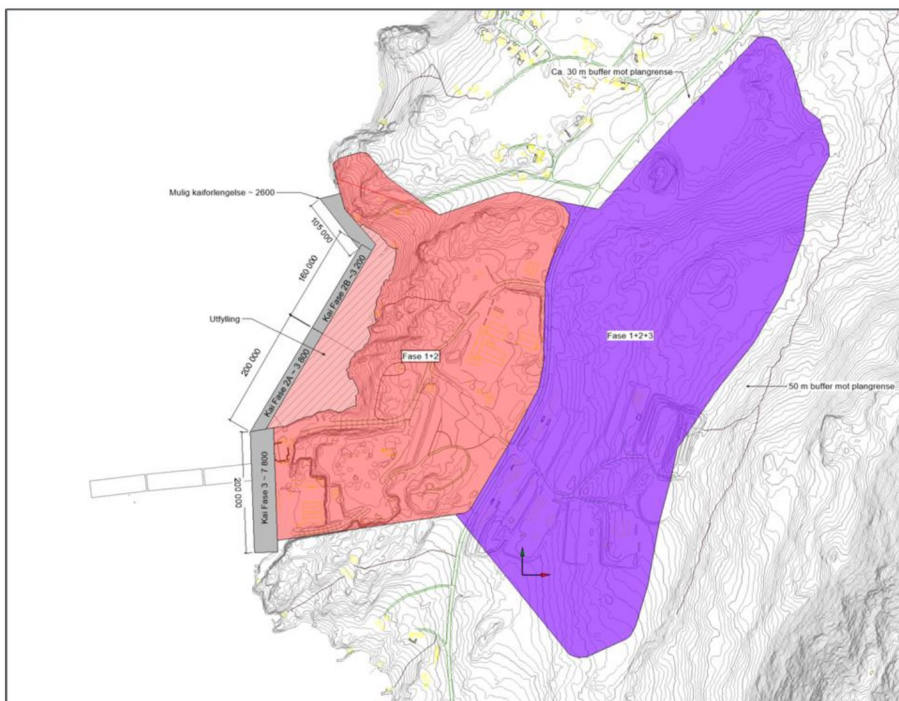 Ca. 30 m buffer mot plangrense
Mulig kaiforlengelse ~ 2600
105 000
160 000
Kai Fase 2B ~3 200
Utfylling
200 000
Kai Fase 2A ~ 3 800
Fase 1+2
Fase 1+2+3
50 m buffer mot plangrense
Kai Fase 3 ~ 7 800
200 000